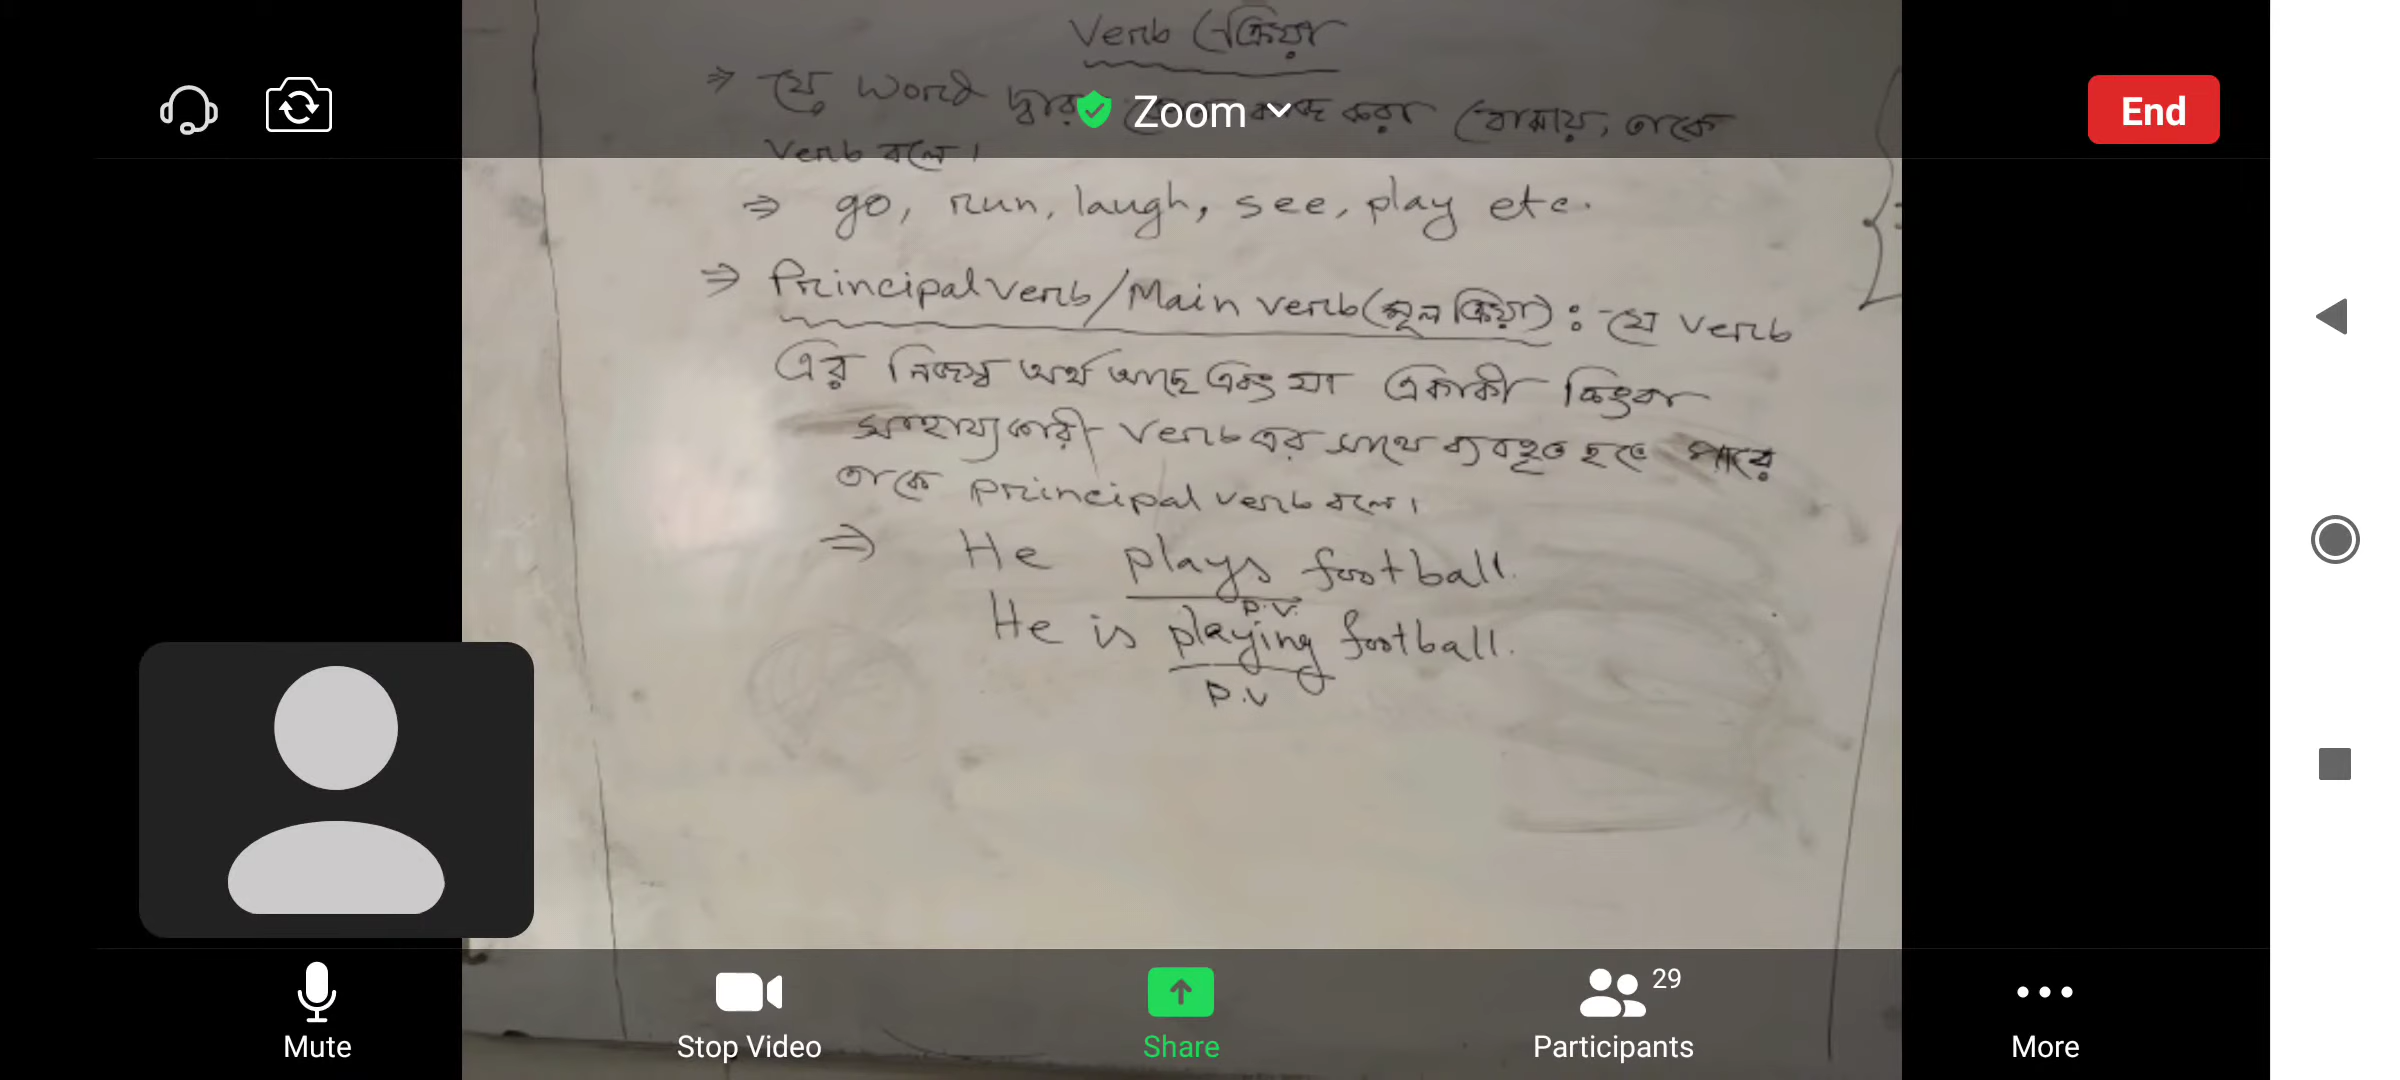 Verb (ক্রিয়া
⇒ যে word দ্বারা কাজ করা বোঝায়, তাকে
Zoom
End
verb বলে।
⇒ go, run, laugh, see, play etc.
⇒ Principal verb/Main verb (মূল ক্রিয়া) : যে verb
এর নিজস্ব অর্থ আছে এবং যা একাকী কিংবা
সাহায্যকারী verb এর সাথে ব্যবহৃত হতে পারে
তাকে principal verb বলে।
⇒ He plays football.
P.V.
He is playing football.
P.V
Mute
Stop Video
Share
Participants 29
More